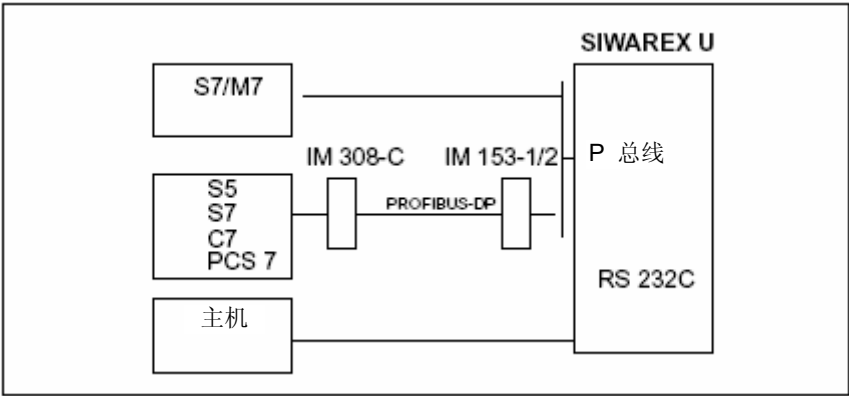 SIWAREX U
S7/M7
IM 308-C
IM 153-1/2
P 总线
S5
S7
C7
PCS 7
PROFIBUS-DP
RS 232C
主机